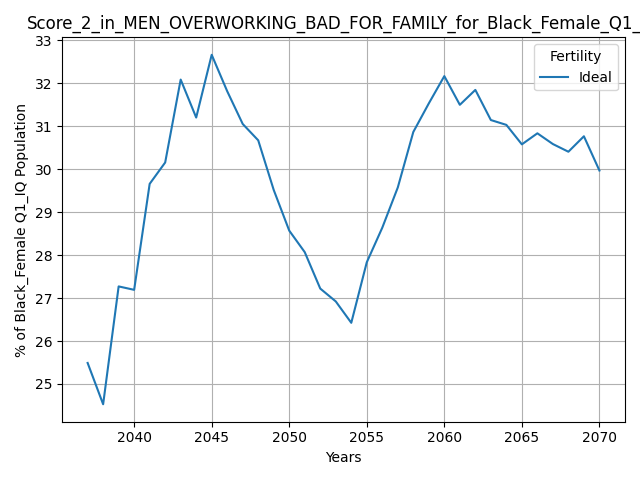 Score_2_in_MEN_OVERWORKING_BAD_FOR_FAMILY_for_Black_Female_Q1_
33
32
31
30
29
28
27
26
25
% of Black_Female Q1_IQ Population
Fertility
Ideal
2040 2045 2050 2055 2060 2065 2070
Years